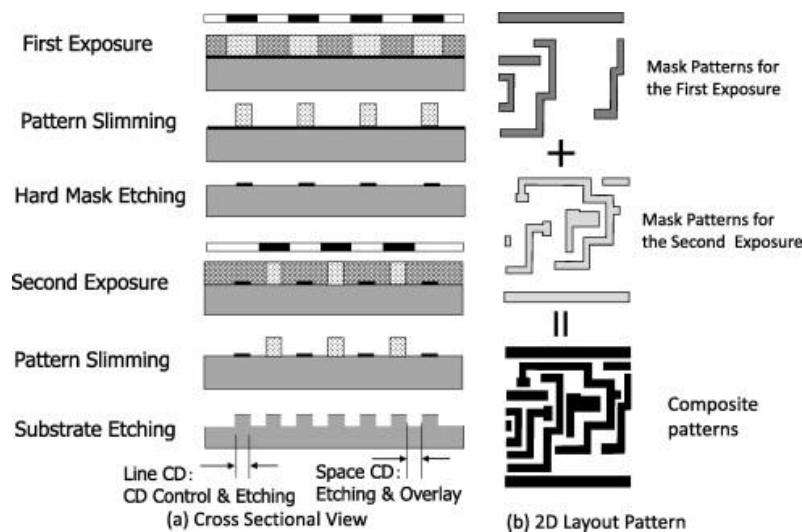 First Exposure
Pattern Slimming
Hard Mask Etching
Second Exposure
Pattern Slimming
Substrate Etching
Line CD:
CD Control & Etching
Space CD:
Etching & Overlay
(a) Cross Sectional View
Mask Patterns for
the First Exposure
+
Mask Patterns for
the Second Exposure
=
Composite
patterns
(b) 2D Layout Pattern